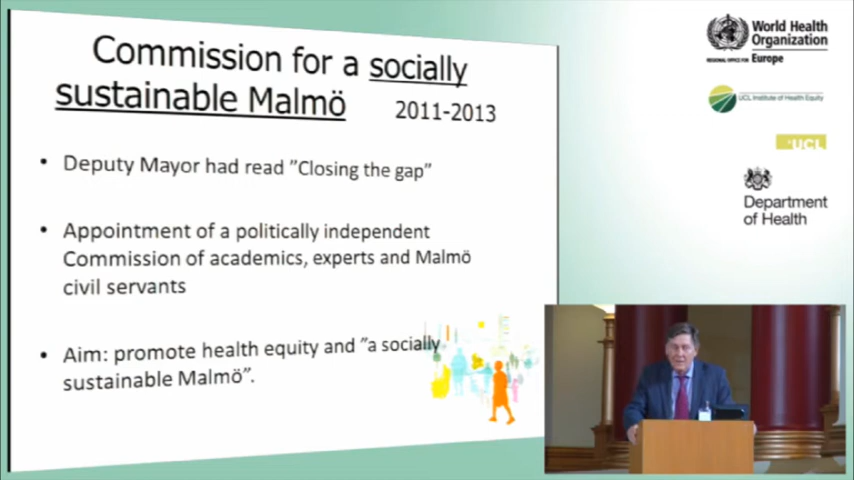 Commission for a socially
sustainable Malmö 2011-2013
• Deputy Mayor had read ”Closing the gap”
• Appointment of a politically independent
Commission of academics, experts and Malmö
civil servants
• Aim: promote health equity and ”a socially
sustainable Malmö”.
World Health
Organization
REGIONAL OFFICE FOR Europe
UCL Institute of Health Equity
UCL
Department
of Health